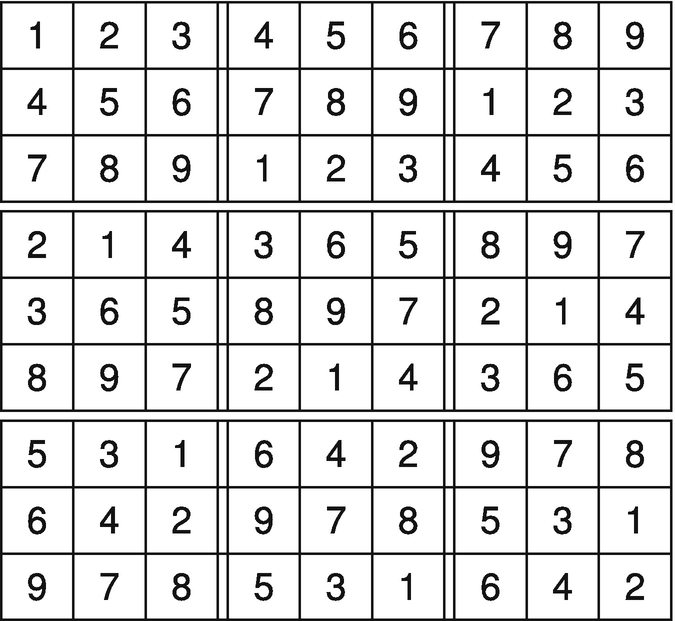 1 2 3 4 5 6 7 8 9
4 5 6 7 8 9 1 2 3
7 8 9 1 2 3 4 5 6
2 1 4 3 6 5 8 9 7
3 6 5 8 9 7 2 1 4
8 9 7 2 1 4 3 6 5
5 3 1 6 4 2 9 7 8
6 4 2 9 7 8 5 3 1
9 7 8 5 3 1 6 4 2